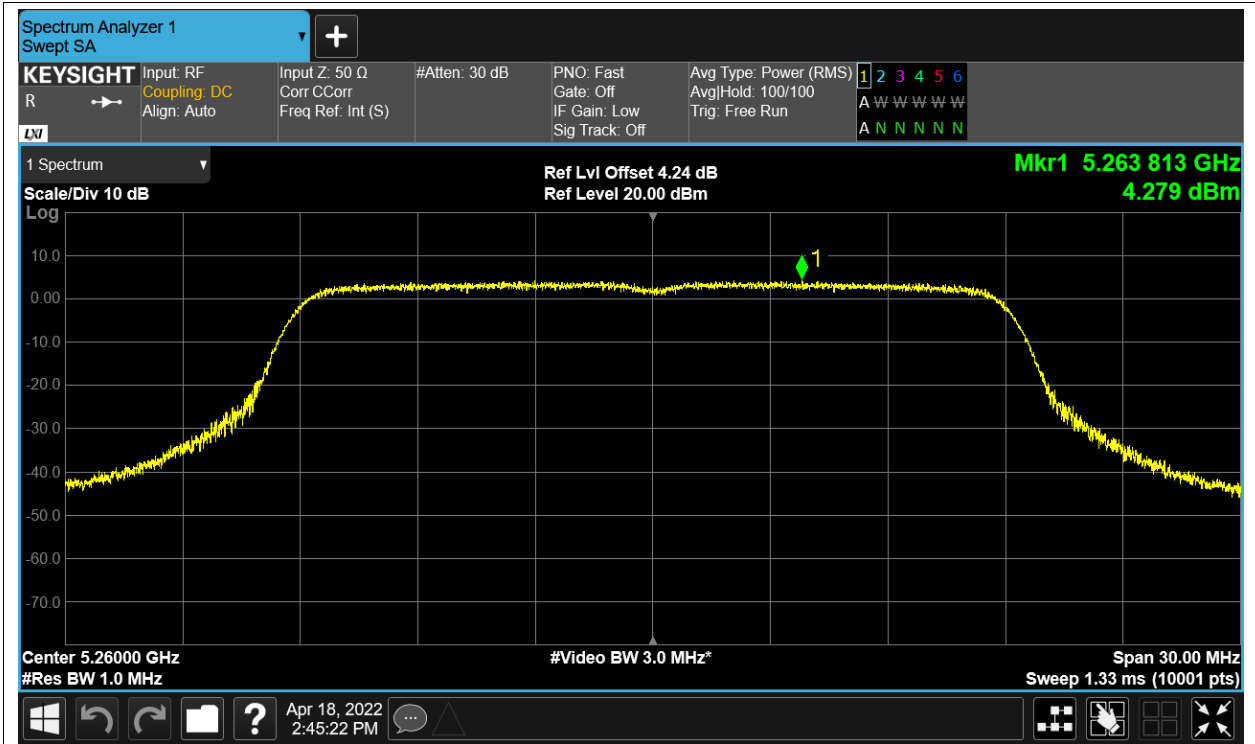 Spectrum Analyzer 1
Swept SA
KEYSIGHT
R
LXI
Input: RF
Coupling: DC
Align: Auto
Input Z: 50 Ω
Corr CCorr
Freq Ref: Int (S)
#Atten: 30 dB
PNO: Fast
Gate: Off
IF Gain: Low
Sig Track: Off
Avg Type: Power (RMS)
Avg|Hold: 100/100
Trig: Free Run
1 2 3 4 5 6
A W W W W W
A N N N N N
1 Spectrum
Scale/Div 10 dB
Log
Ref Lvl Offset 4.24 dB
Ref Level 20.00 dBm
Mkr1 5.263 813 GHz
4.279 dBm
1
10.0
0.00
-10.0
-20.0
-30.0
-40.0
-50.0
-60.0
-70.0
Center 5.26000 GHz
#Res BW 1.0 MHz
#Video BW 3.0 MHz*
Span 30.00 MHz
Sweep 1.33 ms (10001 pts)
?
Apr 18, 2022
2:45:22 PM